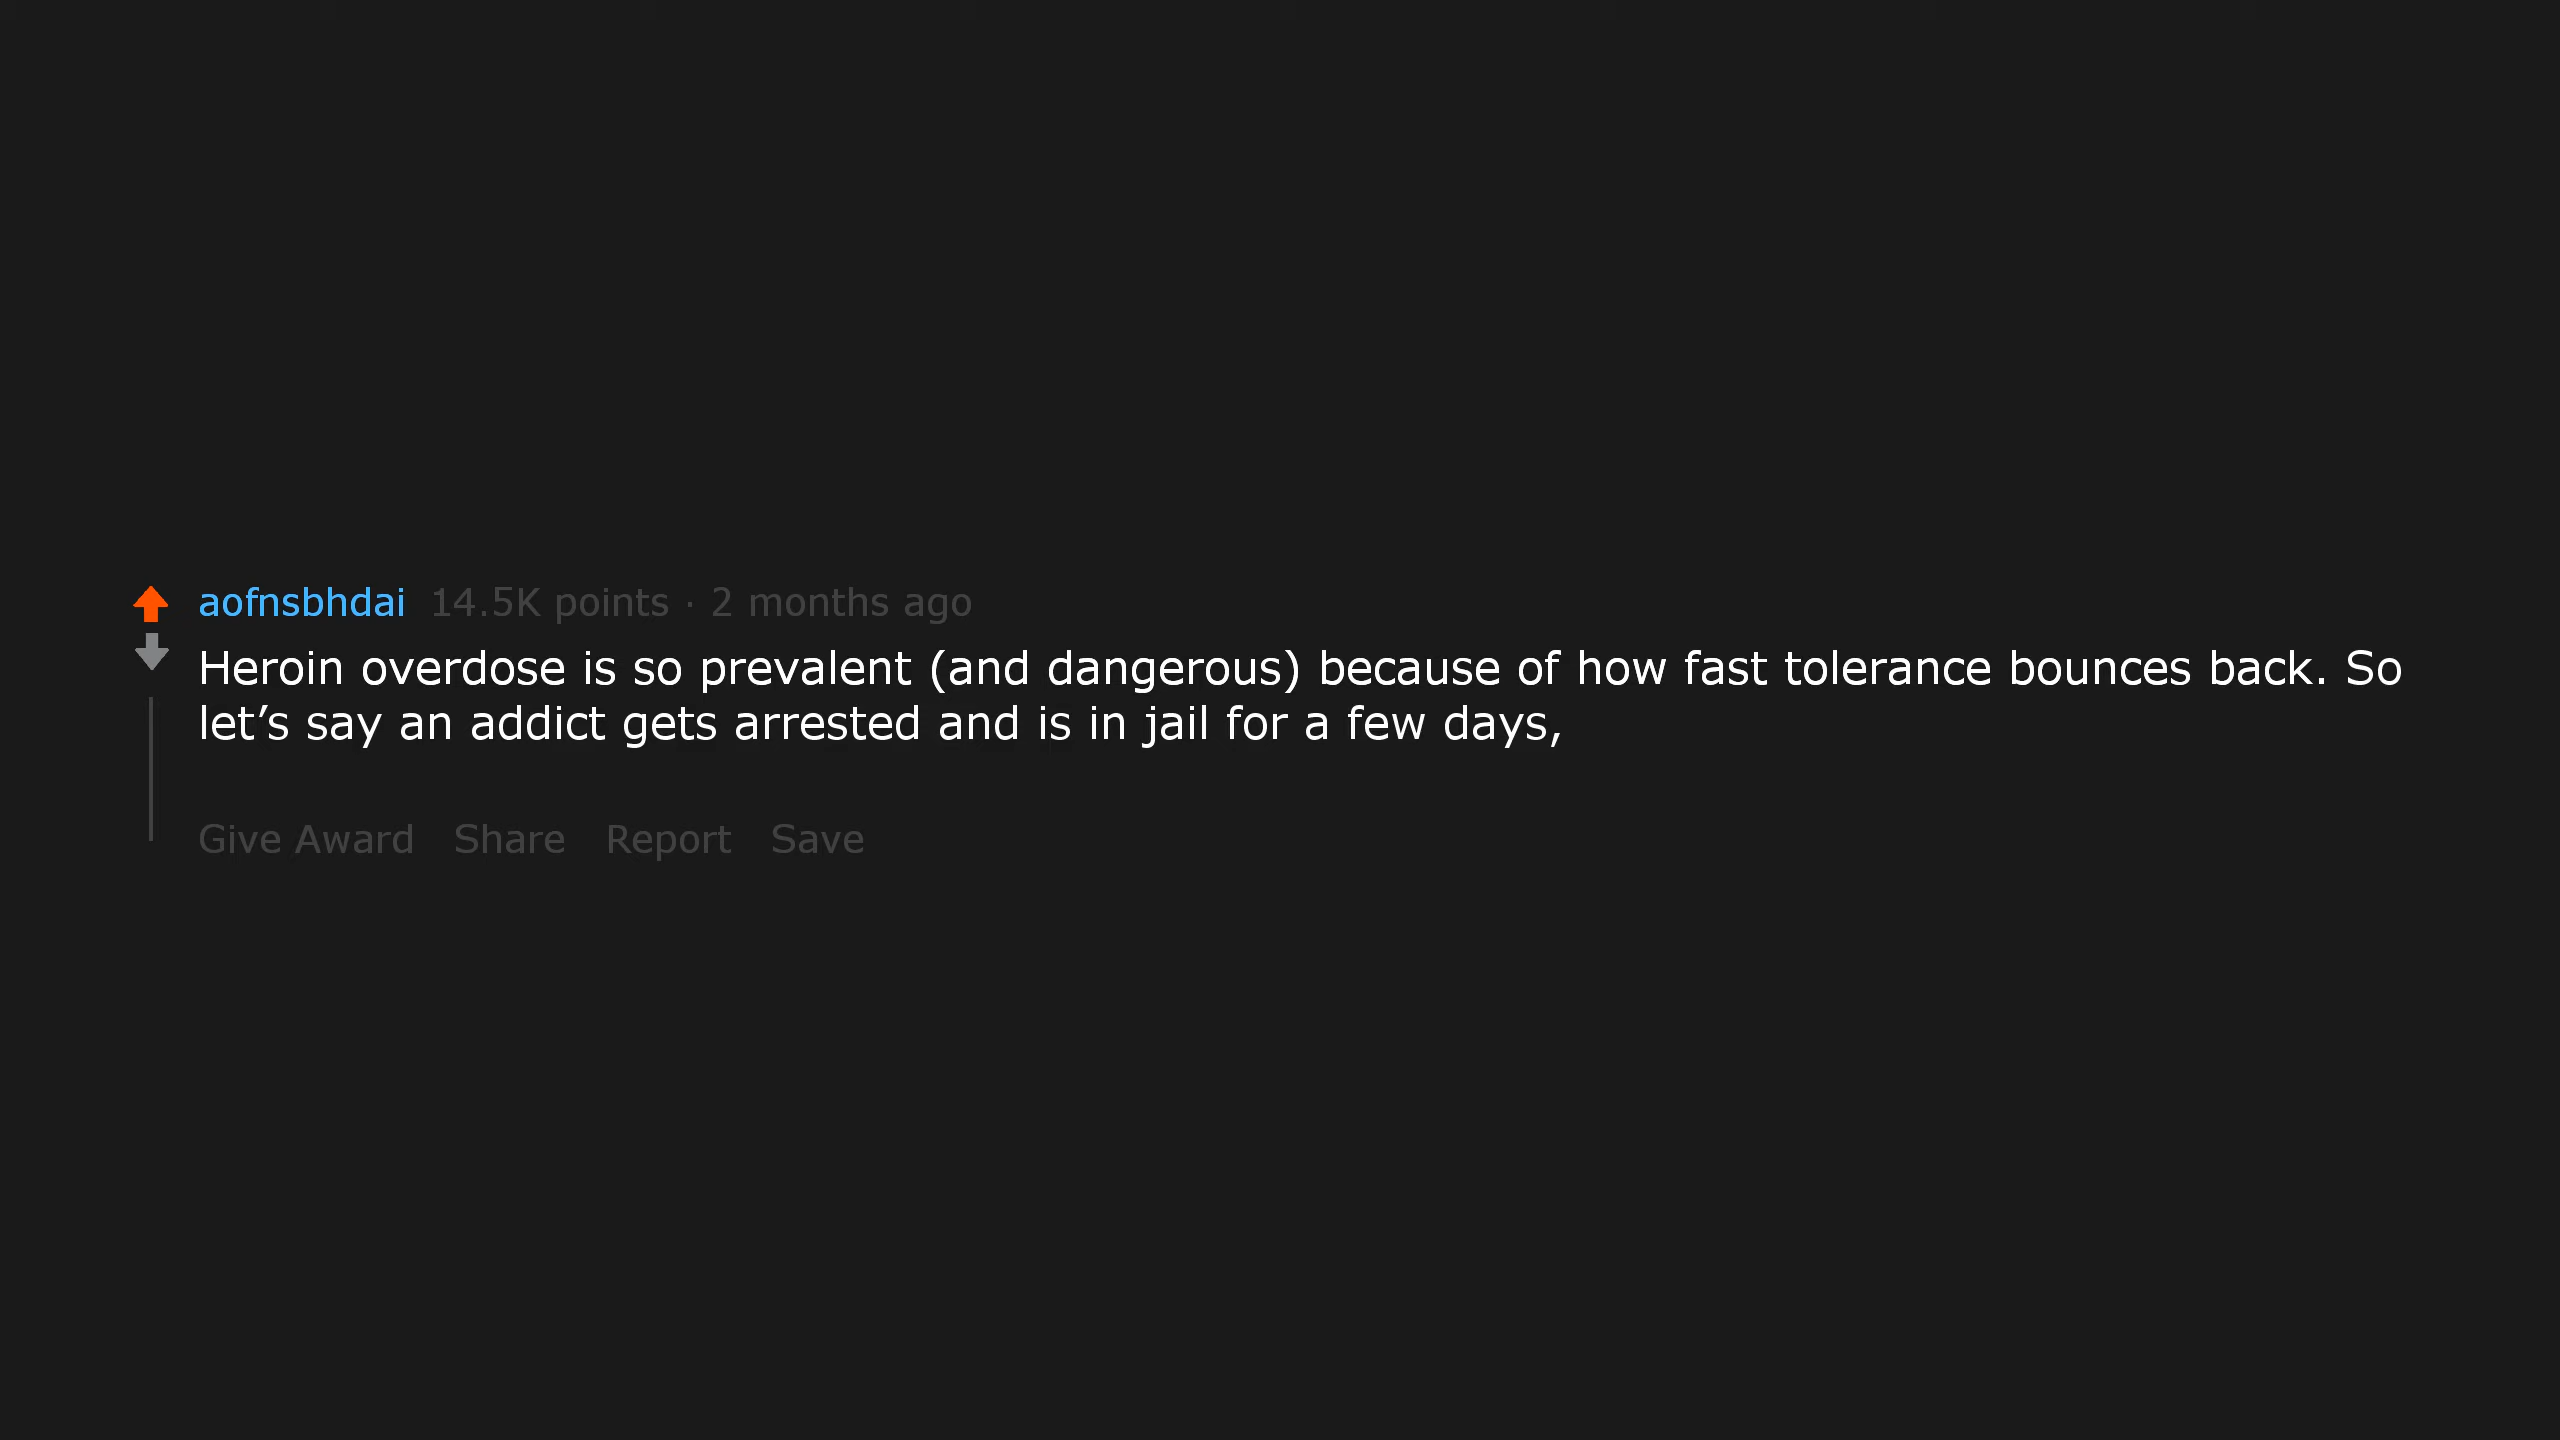 aofnsbhdai 14.5K points · 2 months ago
Heroin overdose is so prevalent (and dangerous) because of how fast tolerance bounces back. So
let’s say an addict gets arrested and is in jail for a few days,
Give Award Share Report Save